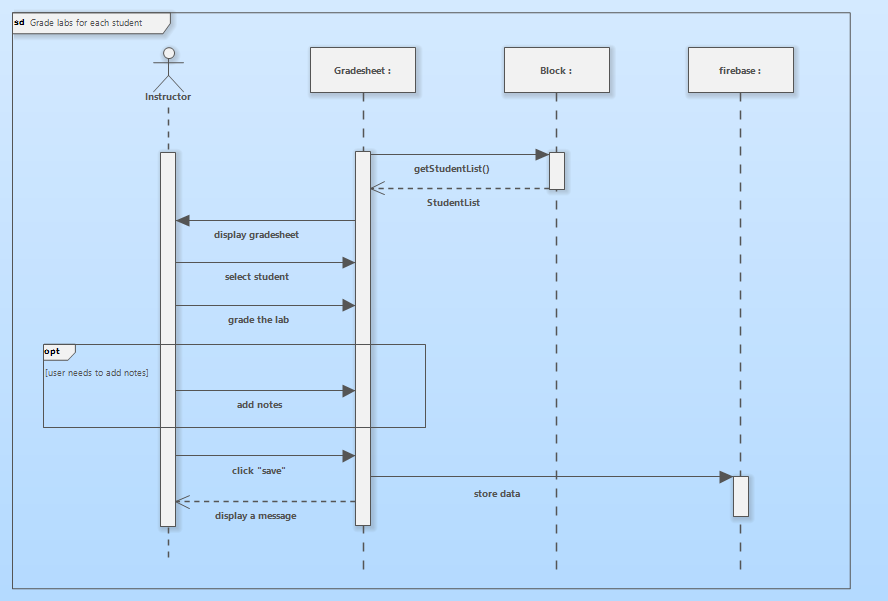 sd Grade labs for each student
Instructor
Gradesheet :
Block :
firebase :
getStudentList()
StudentList
display gradesheet
select student
grade the lab
opt
[user needs to add notes]
add notes
click "save"
store data
display a message